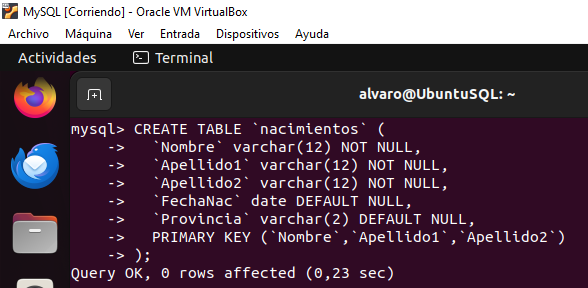 MySQL [Corriendo] - Oracle VM VirtualBox
Archivo Máquina Ver Entrada Dispositivos Ayuda
Actividades Terminal
alvaro@UbuntuSQL: ~
mysql> CREATE TABLE `nacimientos` (
    ->   `Nombre` varchar(12) NOT NULL,
    ->   `Apellido1` varchar(12) NOT NULL,
    ->   `Apellido2` varchar(12) NOT NULL,
    ->   `FechaNac` date DEFAULT NULL,
    ->   `Provincia` varchar(2) DEFAULT NULL,
    ->   PRIMARY KEY (`Nombre`,`Apellido1`,`Apellido2`)
    -> );
Query OK, 0 rows affected (0,23 sec)